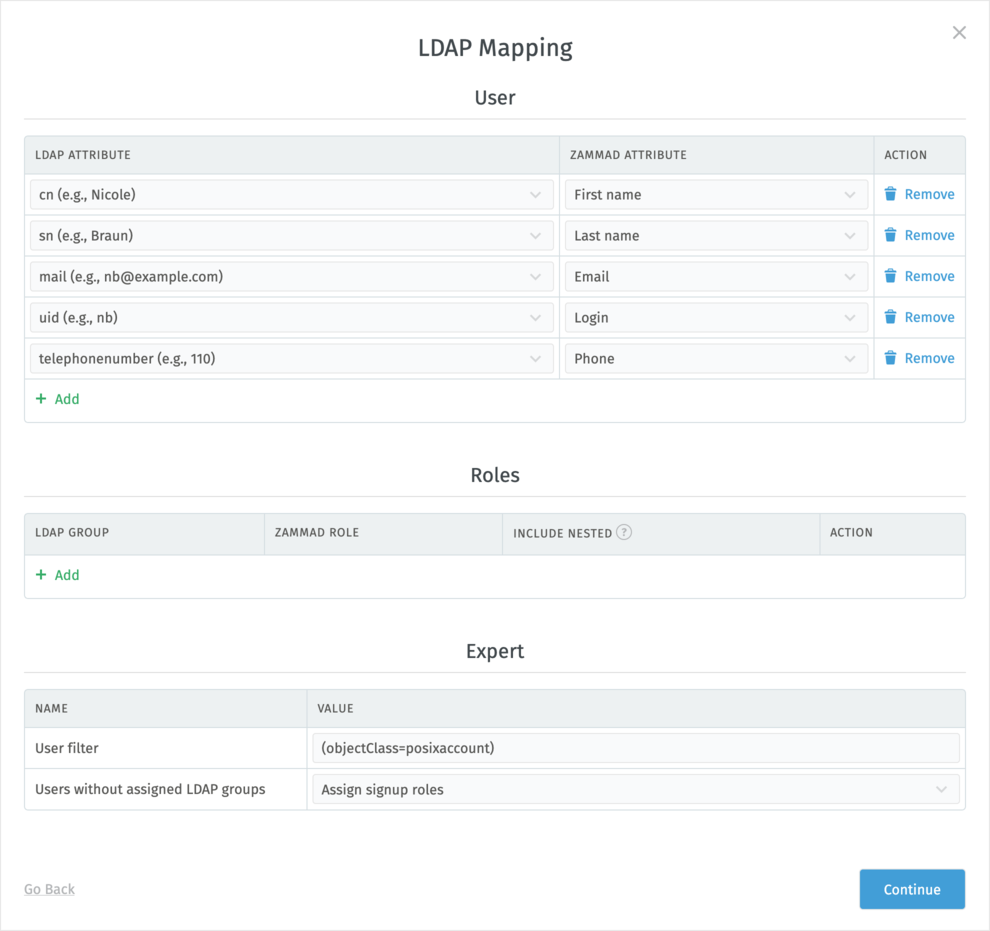 LDAP Mapping
User
LDAP ATTRIBUTE ZAMMAD ATTRIBUTE ACTION
cn (e.g., Nicole) First name Remove
sn (e.g., Braun) Last name Remove
mail (e.g., nb@example.com) Email Remove
uid (e.g., nb) Login Remove
telephonenumber (e.g., 110) Phone Remove
+ Add
Roles
LDAP GROUP ZAMMAD ROLE INCLUDE NESTED ? ACTION
+ Add
Expert
NAME VALUE
User filter (objectClass=posixaccount)
Users without assigned LDAP groups Assign signup roles
Go Back Continue